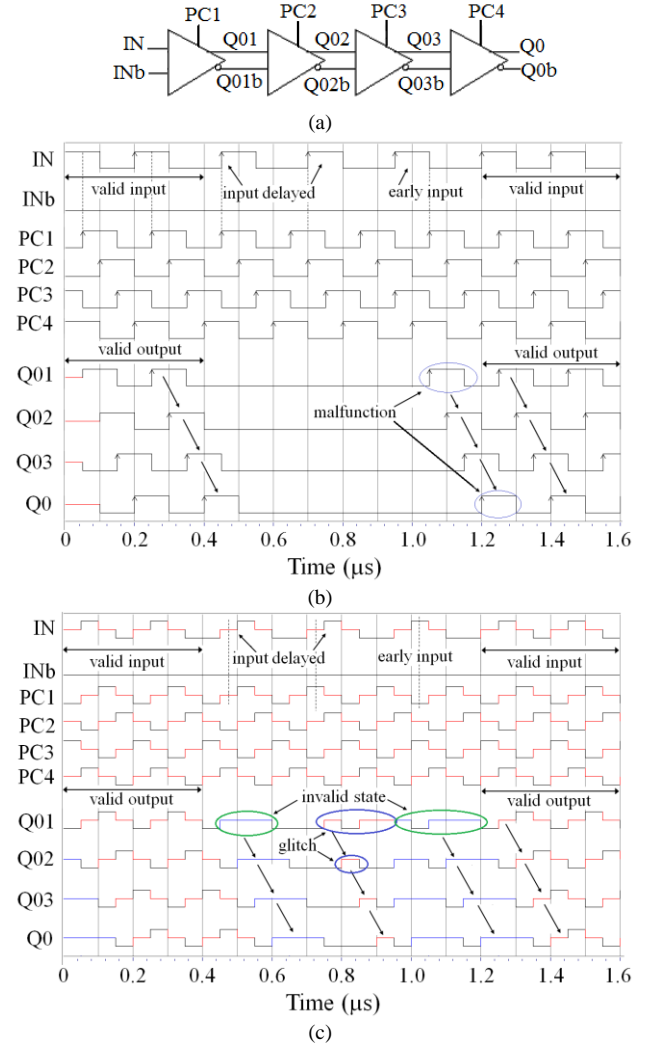 PC1 PC2 PC3 PC4
IN Q01 Q02 Q03 Q0
INb Q01b Q02b Q03b Q0b
(a)
IN
valid input input delayed early input valid input
INb
PC1
PC2
PC3
PC4
valid output valid output
Q01
malfunction
Q02
Q03
Q0
0 0.2 0.4 0.6 0.8 1.0 1.2 1.4 1.6
Time (μs)
(b)
IN
valid input input delayed early input valid input
INb
PC1
PC2
PC3
PC4
valid output invalid state valid output
Q01
glitch
Q02
Q03
Q0
0 0.2 0.4 0.6 0.8 1.0 1.2 1.4 1.6
Time (μs)
(c)